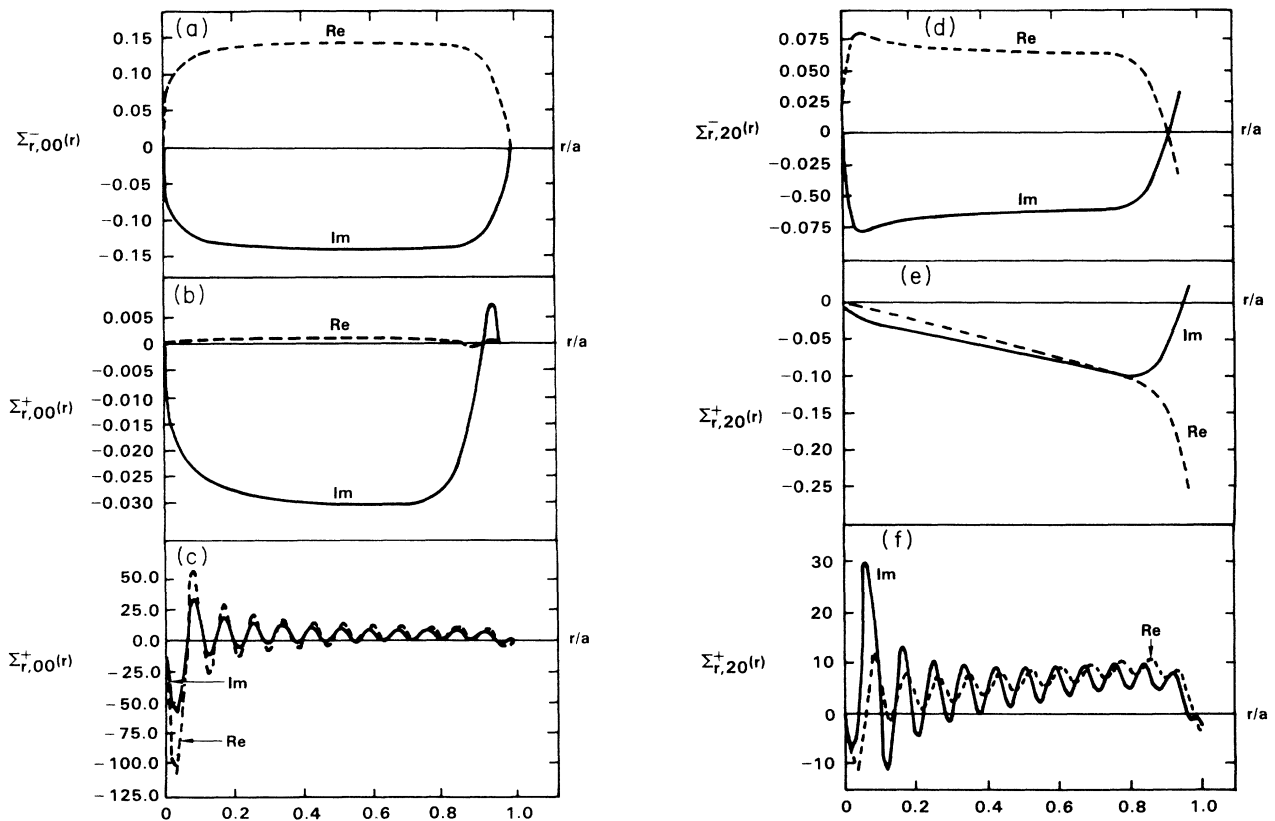 (a)
0.15
Re
0.10
0.05
Σ⁻r,00(r)
0
r/a
−0.05
−0.10
Im
−0.15
(b)
0.005
Re
0
r/a
−0.005
−0.010
Σ⁺r,00(r)
−0.015
−0.020
−0.025
Im
−0.030
(c)
50.0
25.0
0.0
r/a
Σ⁺r,00(r)
−25.0
Im
−50.0
−75.0
Re
−100.0
−125.0
0 0.2 0.4 0.6 0.8 1.0
(d)
0.075
Re
0.050
0.025
Σ⁻r,20(r)
0
r/a
−0.025
−0.50
Im
−0.075
(e)
0
r/a
−0.05
Im
−0.10
Σ⁺r,20(r)
−0.15
−0.20
Re
−0.25
(f)
30
Im
20
Re
Σ⁺r,20(r)
10
0
r/a
−10
0 0.2 0.4 0.6 0.8 1.0